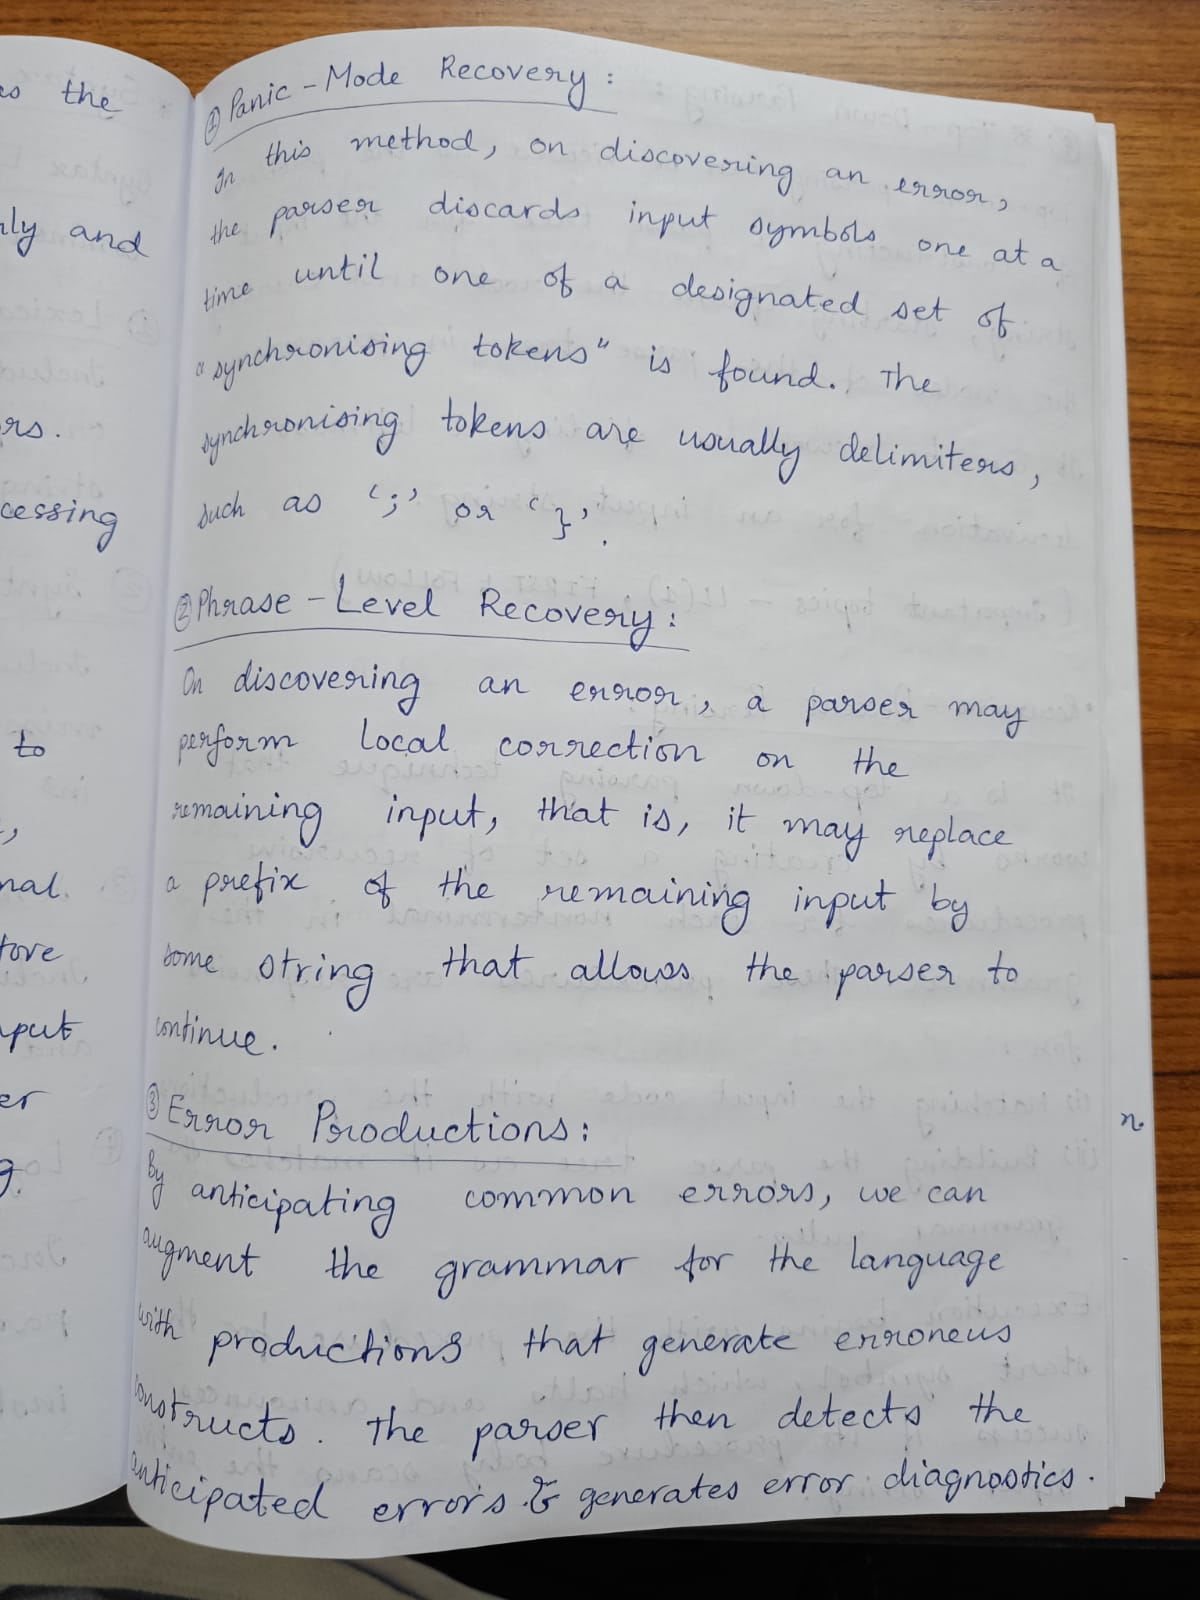 es the
nly and
ors.
cessing
to
nal.
tore
nput
er
g.
① Panic - Mode Recovery :
In this method, on discovering an error,
the parser discards input symbols one at a
time until one of a designated set of
"synchronising tokens" is found. The
synchronising tokens are usually delimiters,
such as ';' or '}'.
② Phrase - Level Recovery :
On discovering an error, a parser may
perform local correction on the
remaining input, that is, it may replace
a prefix of the remaining input by
some string that allows the parser to
continue.
③ Error Productions :
By anticipating common errors, we can
augment the grammar for the language
with productions that generate erroneus
constructs. The parser then detects the
anticipated errors & generates error diagnostics.
n.